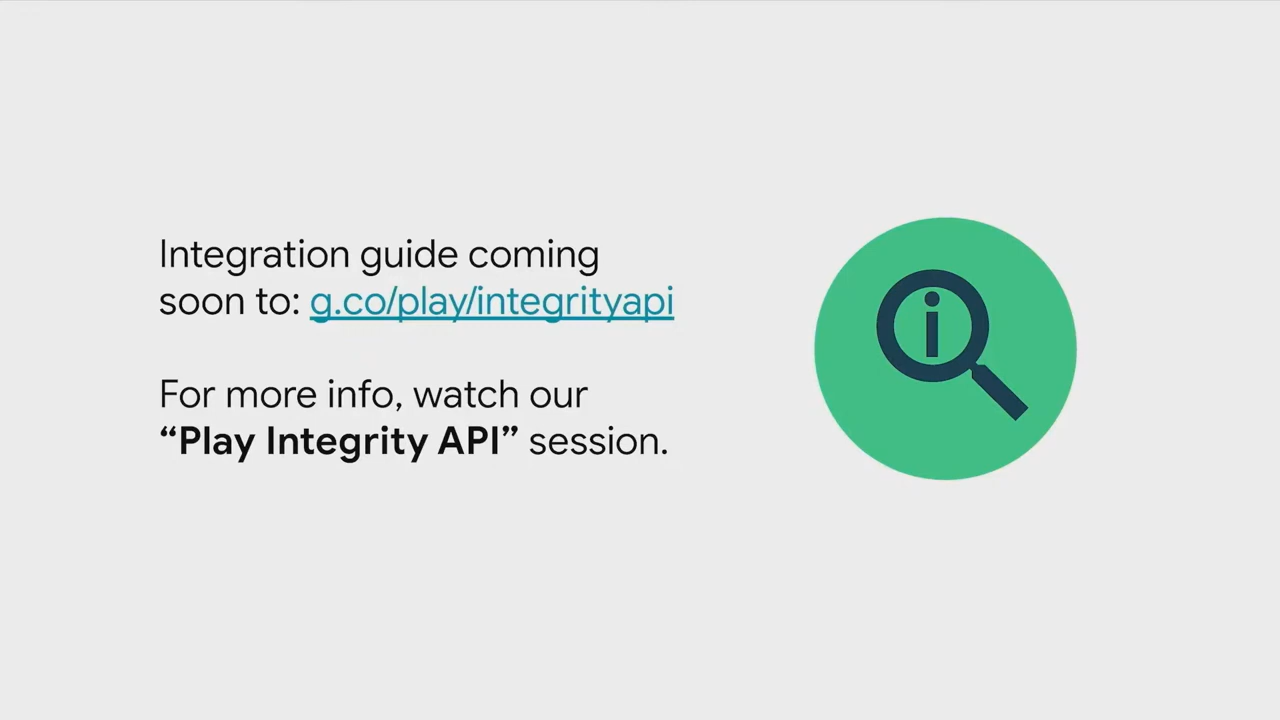 Integration guide coming
soon to: g.co/play/integrityapi
For more info, watch our
“Play Integrity API” session.
i